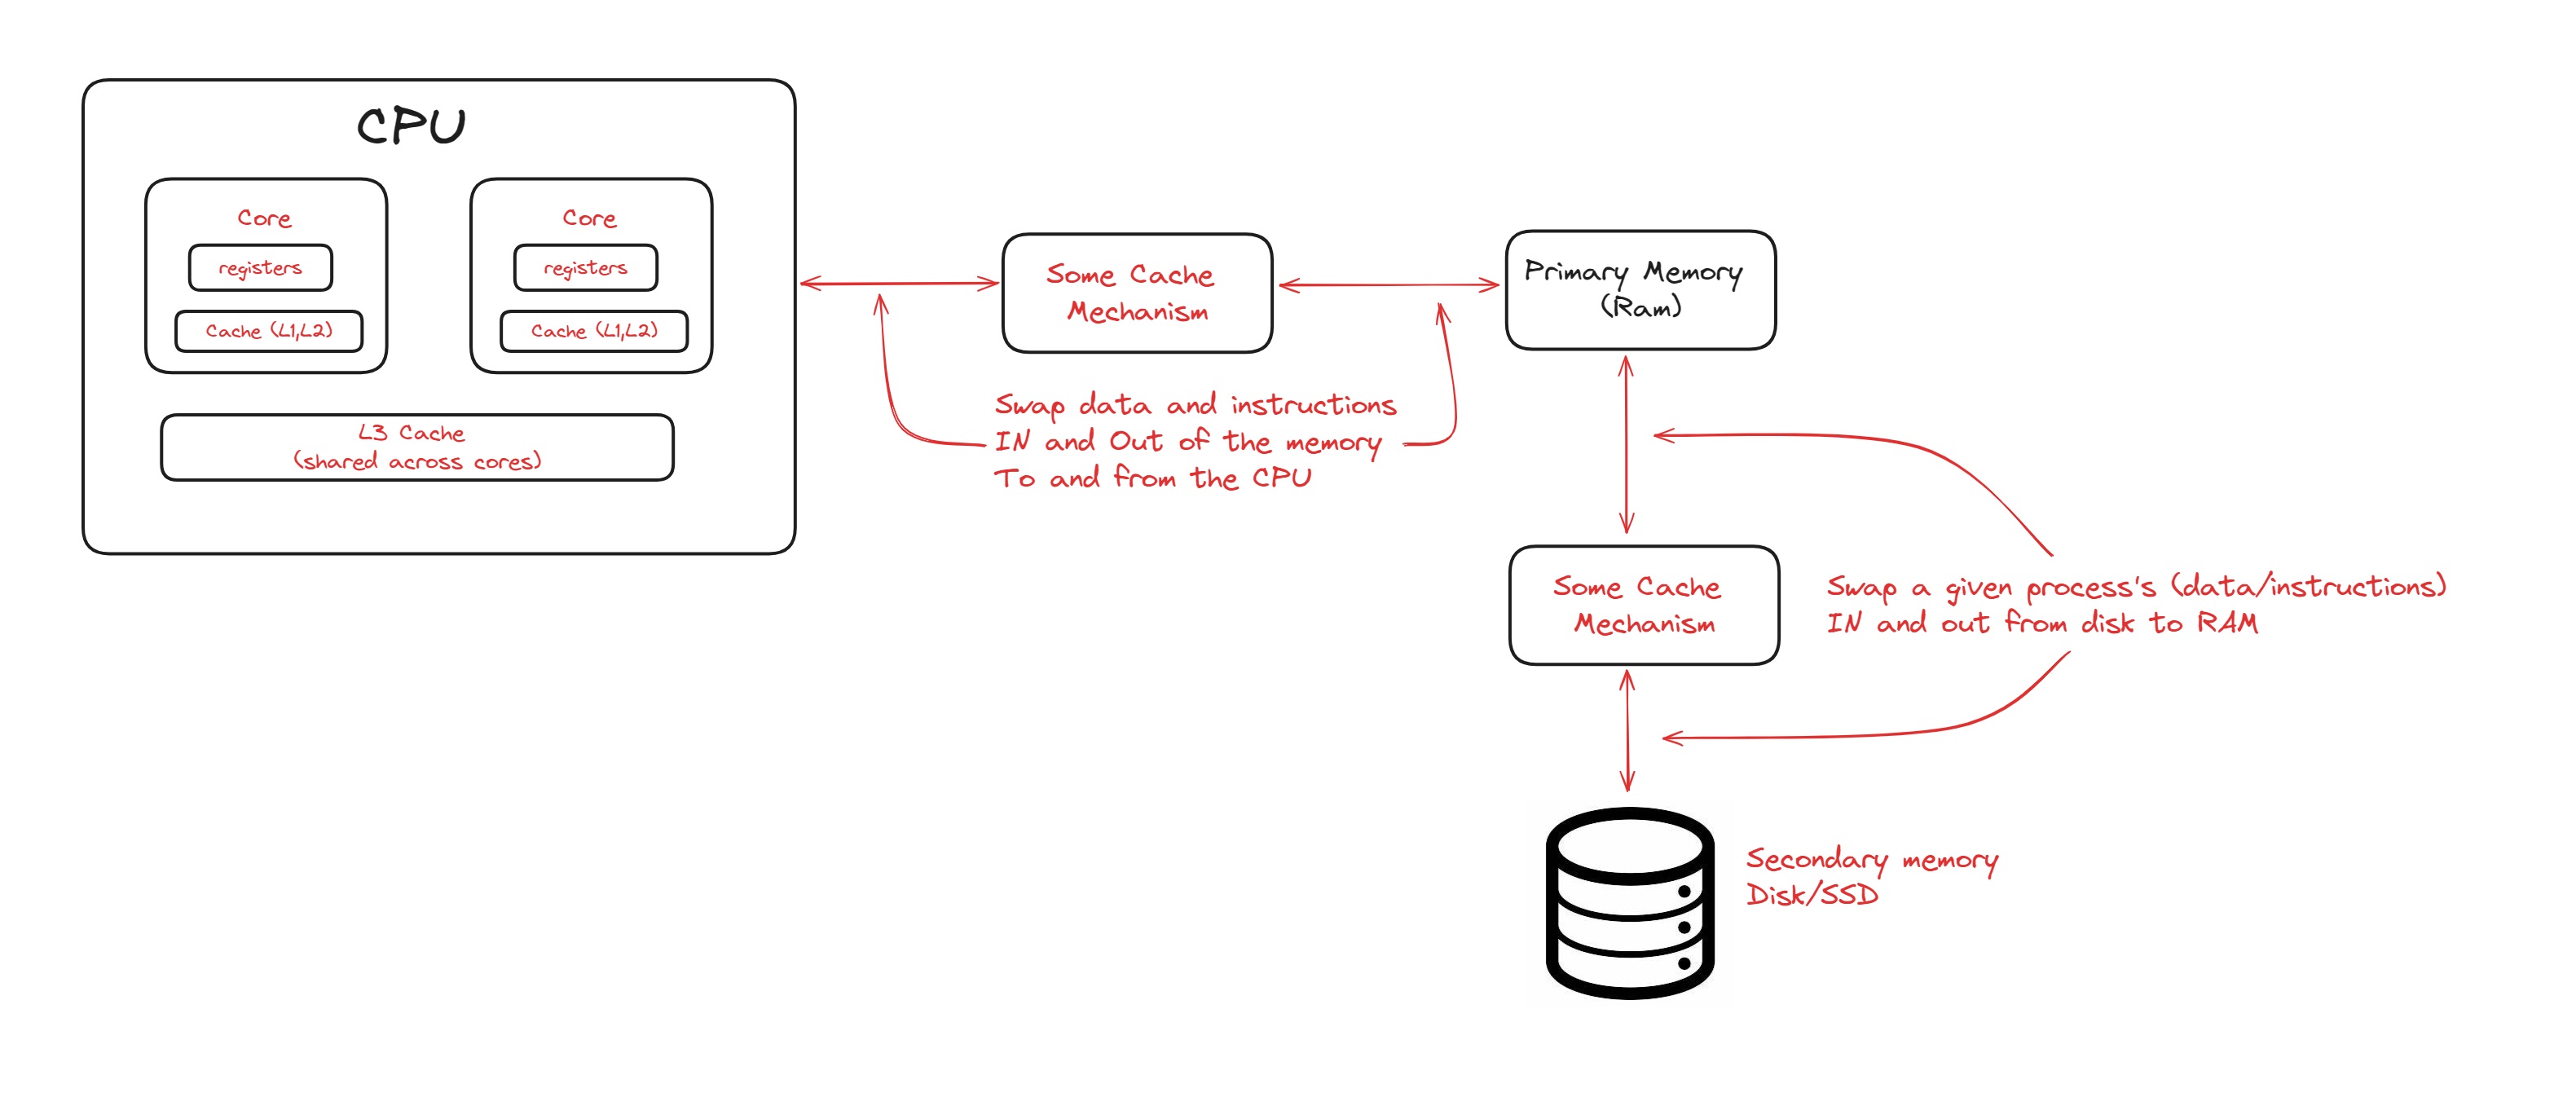 CPU
Core
registers
Cache (L1,L2)
Core
registers
Cache (L1,L2)
L3 Cache
(shared across cores)
Some Cache
Mechanism
Swap data and instructions
IN and Out of the memory
To and from the CPU
Primary Memory
(Ram)
Some Cache
Mechanism
Swap a given process's (data/instructions)
IN and out from disk to RAM
Secondary memory
Disk/SSD